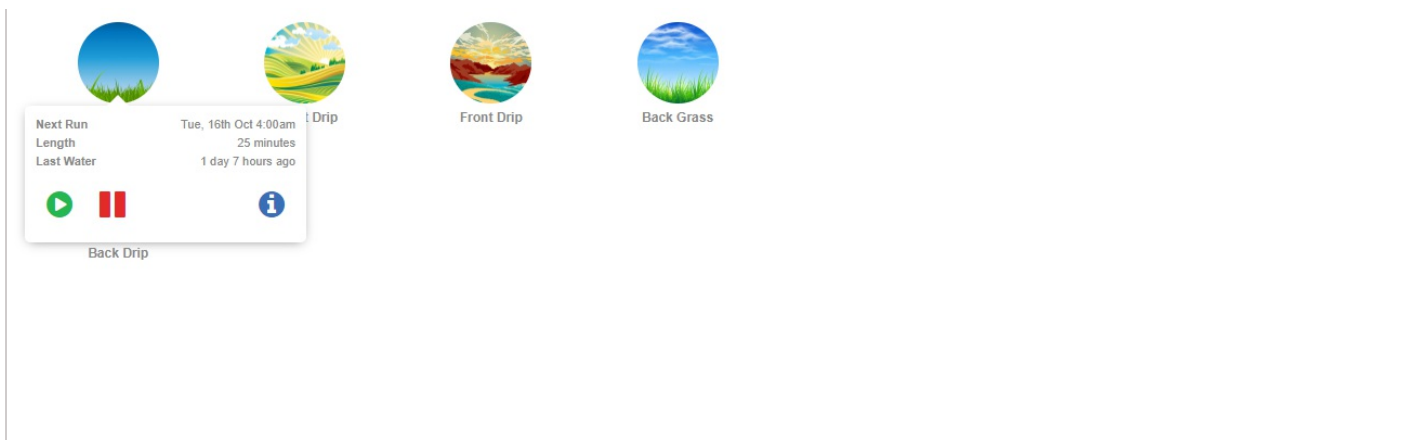 Drip
Front Drip
Back Grass
Next Run Tue, 16th Oct 4:00am
Length 25 minutes
Last Water 1 day 7 hours ago
Back Drip